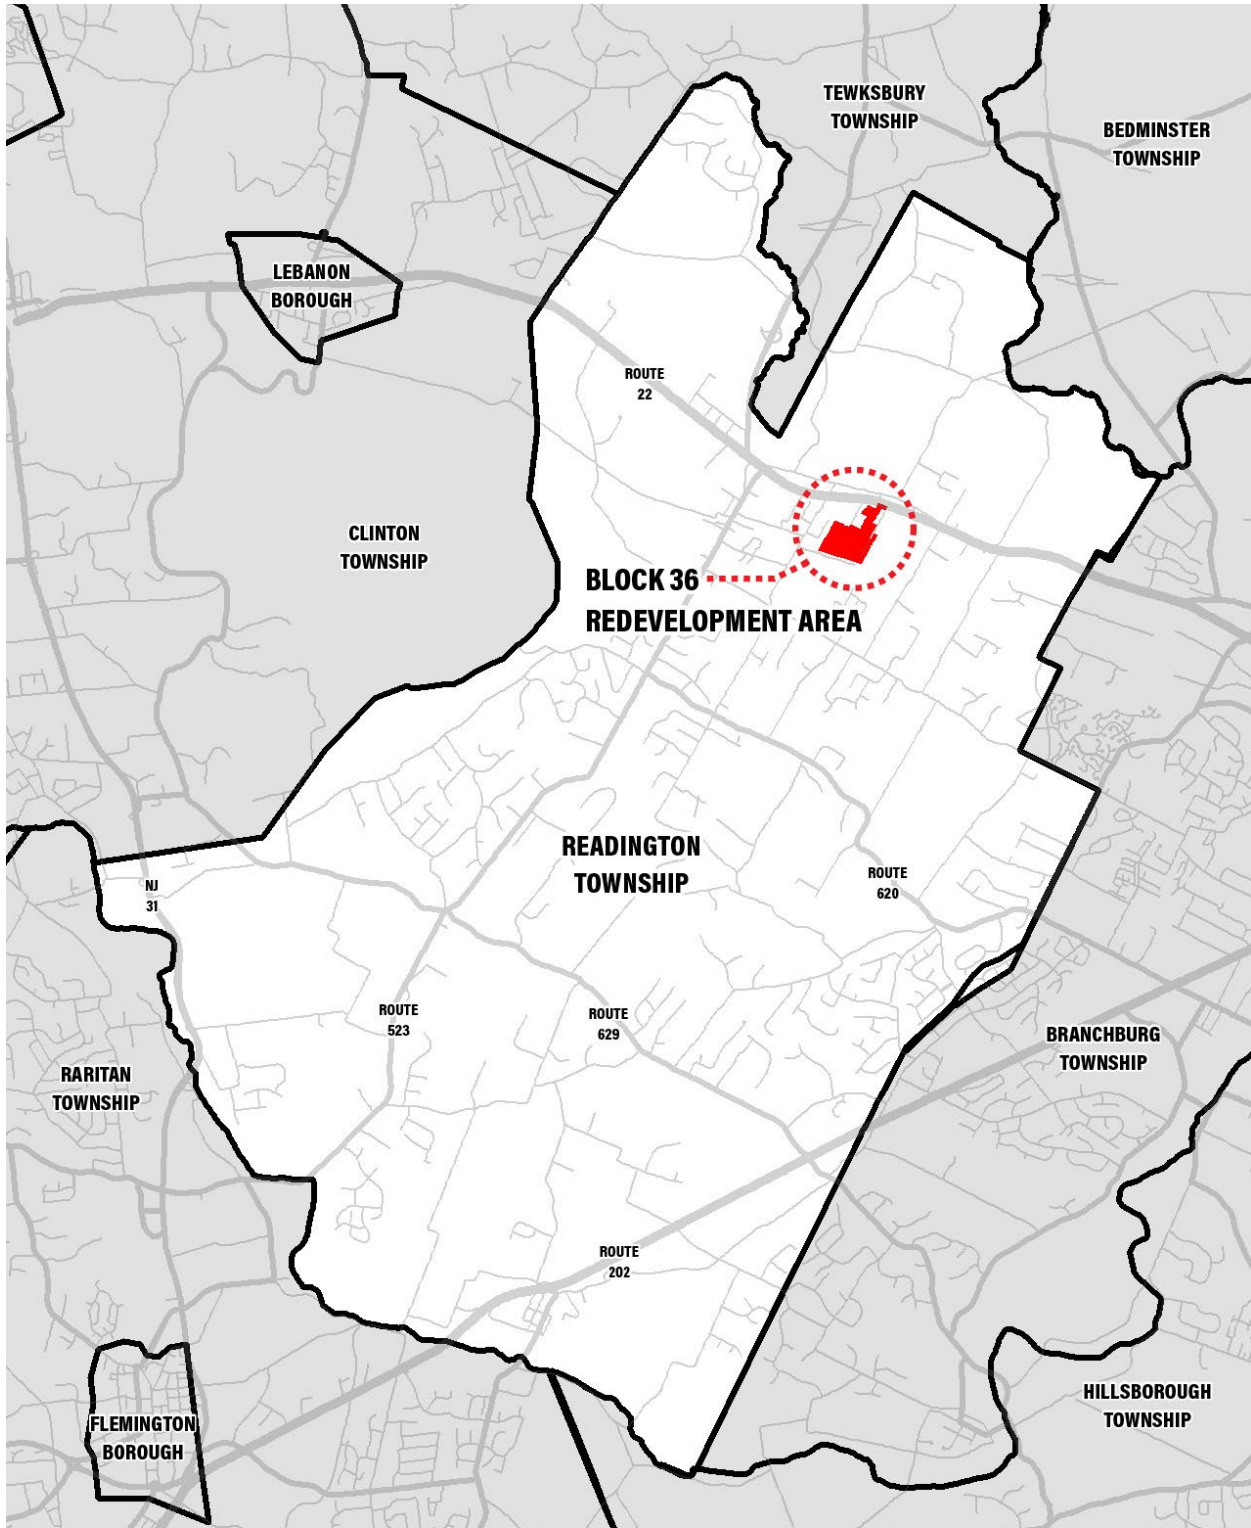 TEWKSBURY
TOWNSHIP
BEDMINSTER
TOWNSHIP
LEBANON
BOROUGH
ROUTE
22
CLINTON
TOWNSHIP
BLOCK 36
REDEVELOPMENT AREA
READINGTON
TOWNSHIP
ROUTE
620
NJ
31
ROUTE
523
ROUTE
629
BRANCHBURG
TOWNSHIP
RARITAN
TOWNSHIP
ROUTE
202
HILLSBOROUGH
TOWNSHIP
FLEMINGTON
BOROUGH